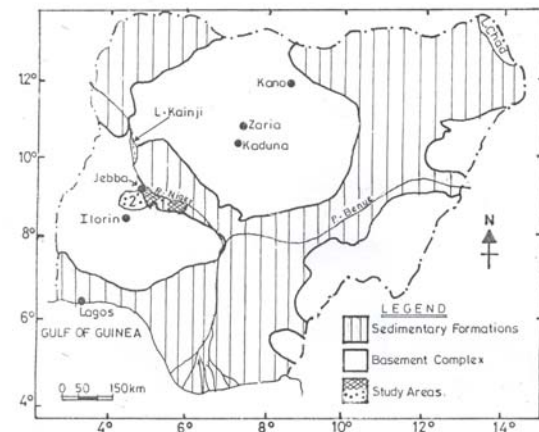 L. Chad
12°
Kano
L-Kainji
Zaria
Kaduna
10°
Jebba
R. Niger
2
Ilorin
R. Benue
8°
N
Lagos
GULF OF GUINEA
6°
LEGEND
Sedimentary Formations
Basement Complex
Study Areas.
0 50 150km
4°
4° 6° 8° 10° 12° 14°